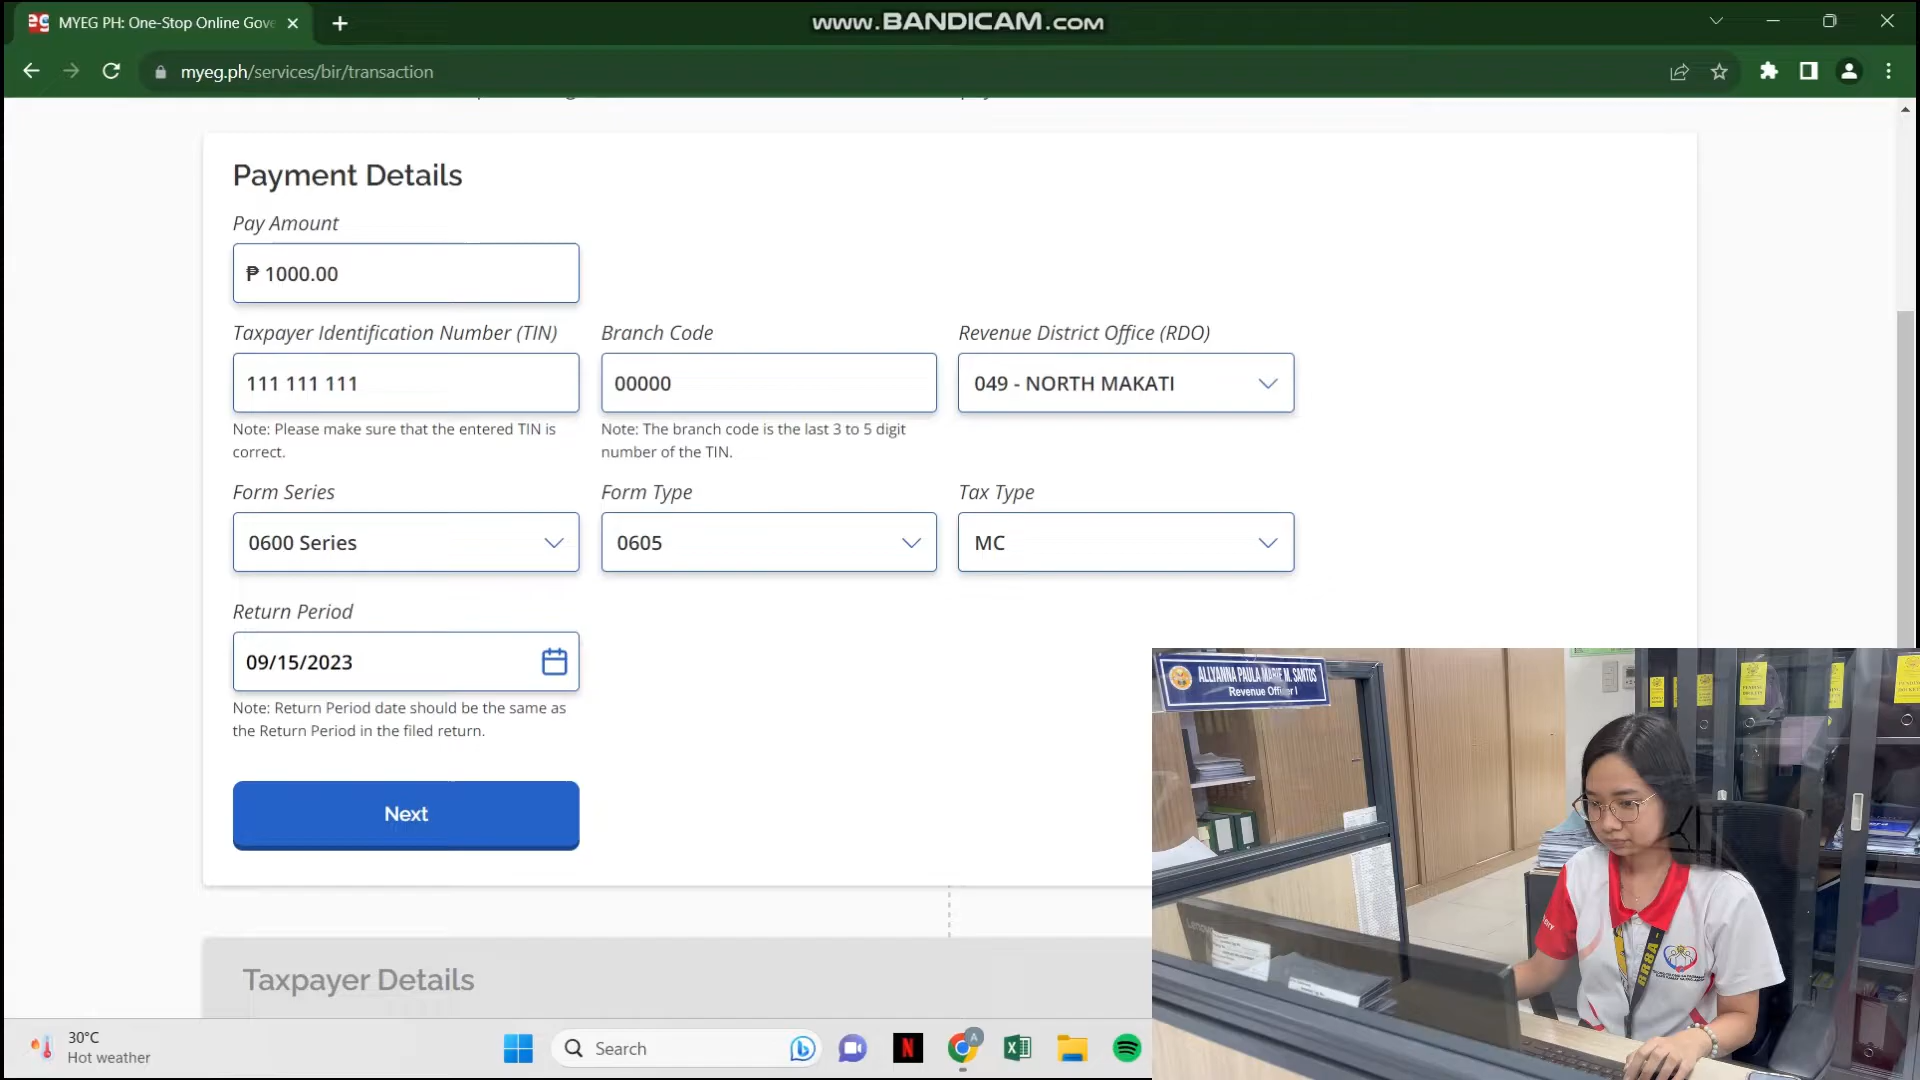 MYEG PH: One-Stop Online Gove
www.BANDICAM.com
myeg.ph/services/bir/transaction
Payment Details
Pay Amount
₱ 1000.00
Taxpayer Identification Number (TIN)
Branch Code
Revenue District Office (RDO)
111 111 111
00000
049 - NORTH MAKATI
Note: Please make sure that the entered TIN is
correct.
Note: The branch code is the last 3 to 5 digit
number of the TIN.
Form Series
Form Type
Tax Type
0600 Series
0605
MC
Return Period
09/15/2023
Note: Return Period date should be the same as
the Return Period in the filed return.
Next
Taxpayer Details
ALLYANNA PAULA MARIE M. SANTOS
Revenue Officer I
RR8A
30°C
Hot weather
Search